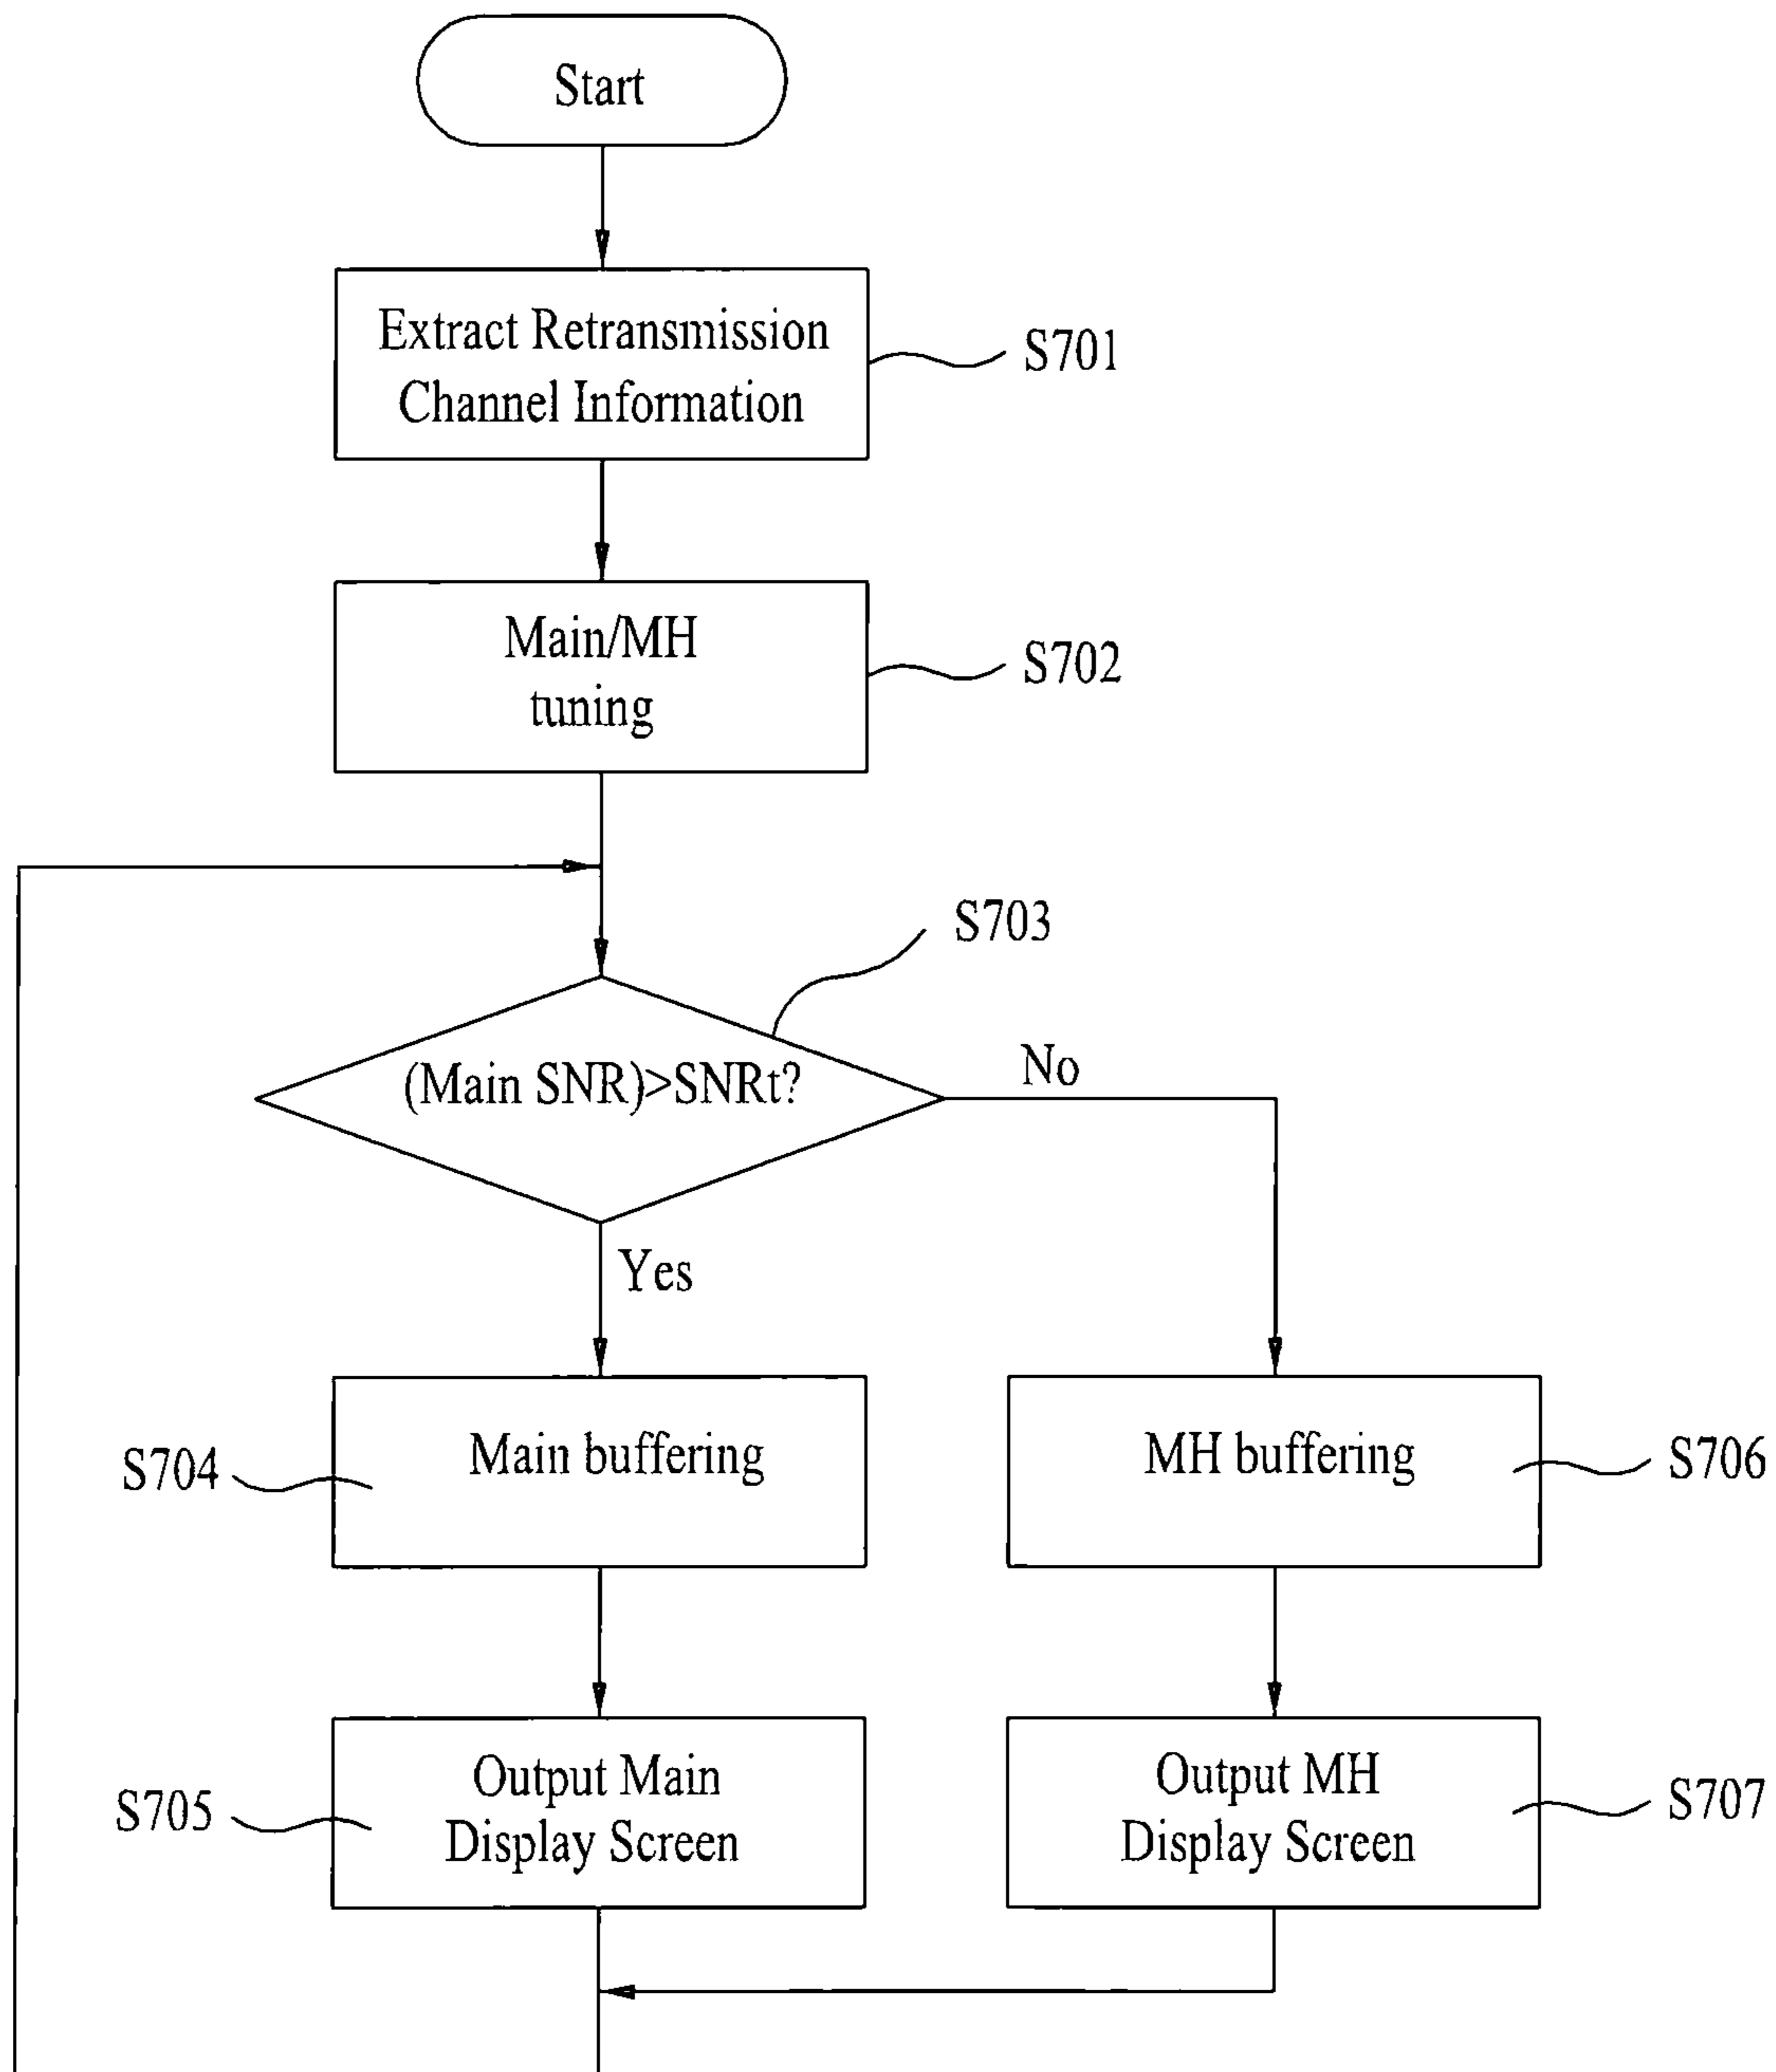 Start
Extract Retransmission
Channel Information
S701
Main/MH
tuning
S702
S703
(Main SNR)>SNRt?
No
Yes
Main buffering
S704
MH buffering
S706
Output Main
Display Screen
S705
Output MH
Display Screen
S707